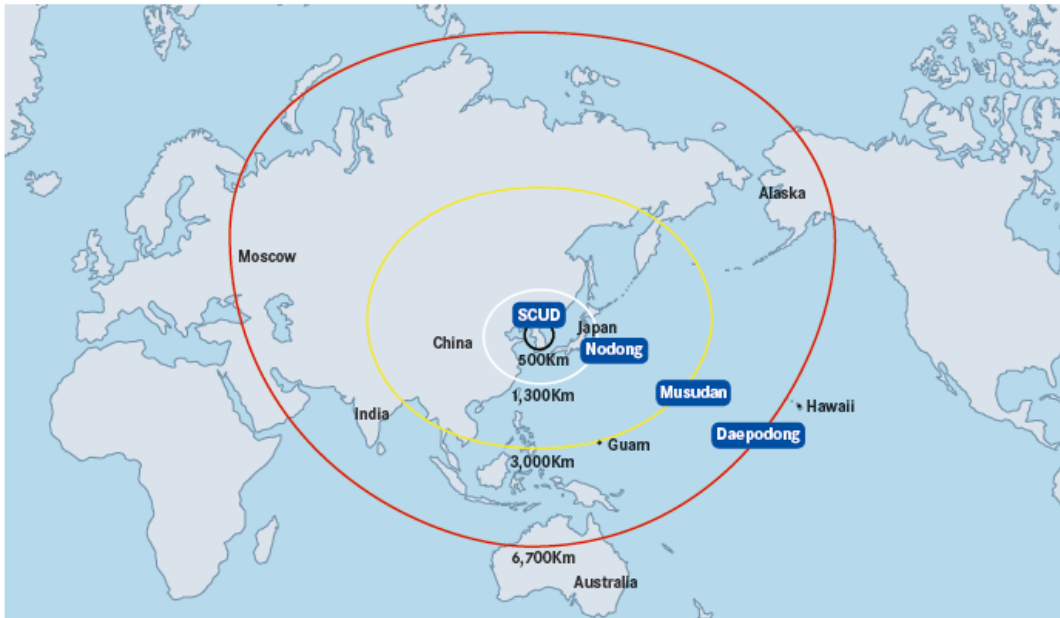 Alaska
Moscow
SCUD
Japan
China
Nodong
500Km
1,300Km
Musudan
Hawaii
India
Daepodong
Guam
3,000Km
6,700Km
Australia